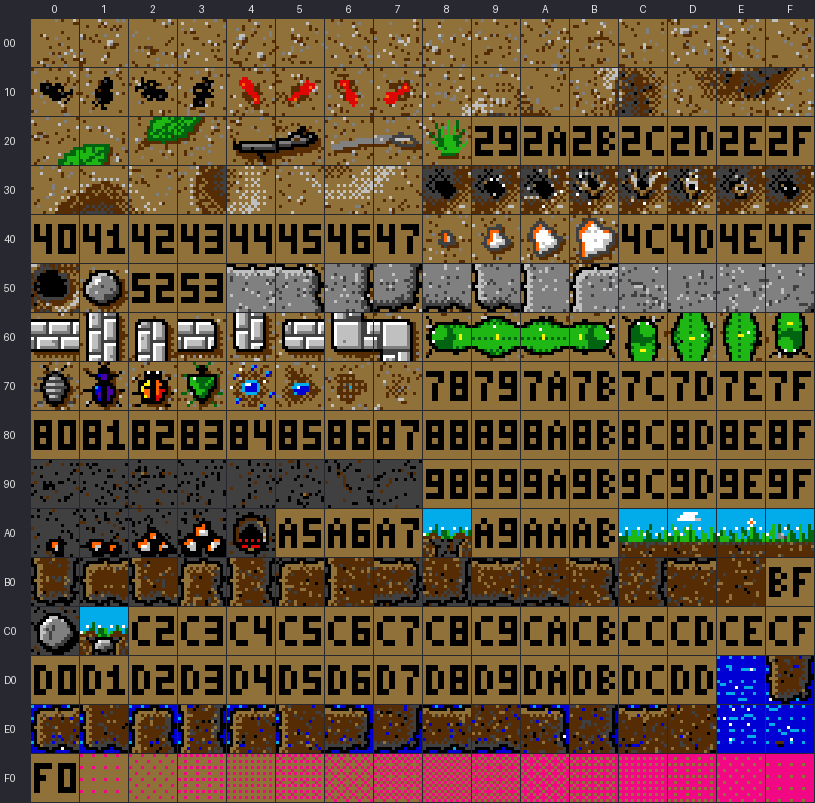 0 1 2 3 4 5 6 7 8 9 A B C D E F
00
10
20 29 2A 2B 2C 2D 2E 2F
30
40 40 41 42 43 44 45 46 47 4C 4D 4E 4F
50 52 53
60
70 78 79 7A 7B 7C 7D 7E 7F
80 80 81 82 83 84 85 86 87 88 89 8A 8B 8C 8D 8E 8F
90 98 99 9A 9B 9C 9D 9E 9F
A0 A5 A6 A7 A9 AA AB
B0 BF
C0 C2 C3 C4 C5 C6 C7 C8 C9 CA CB CC CD CE CF
D0 D0 D1 D2 D3 D4 D5 D6 D7 D8 D9 DA DB DC DD
E0
F0 F0